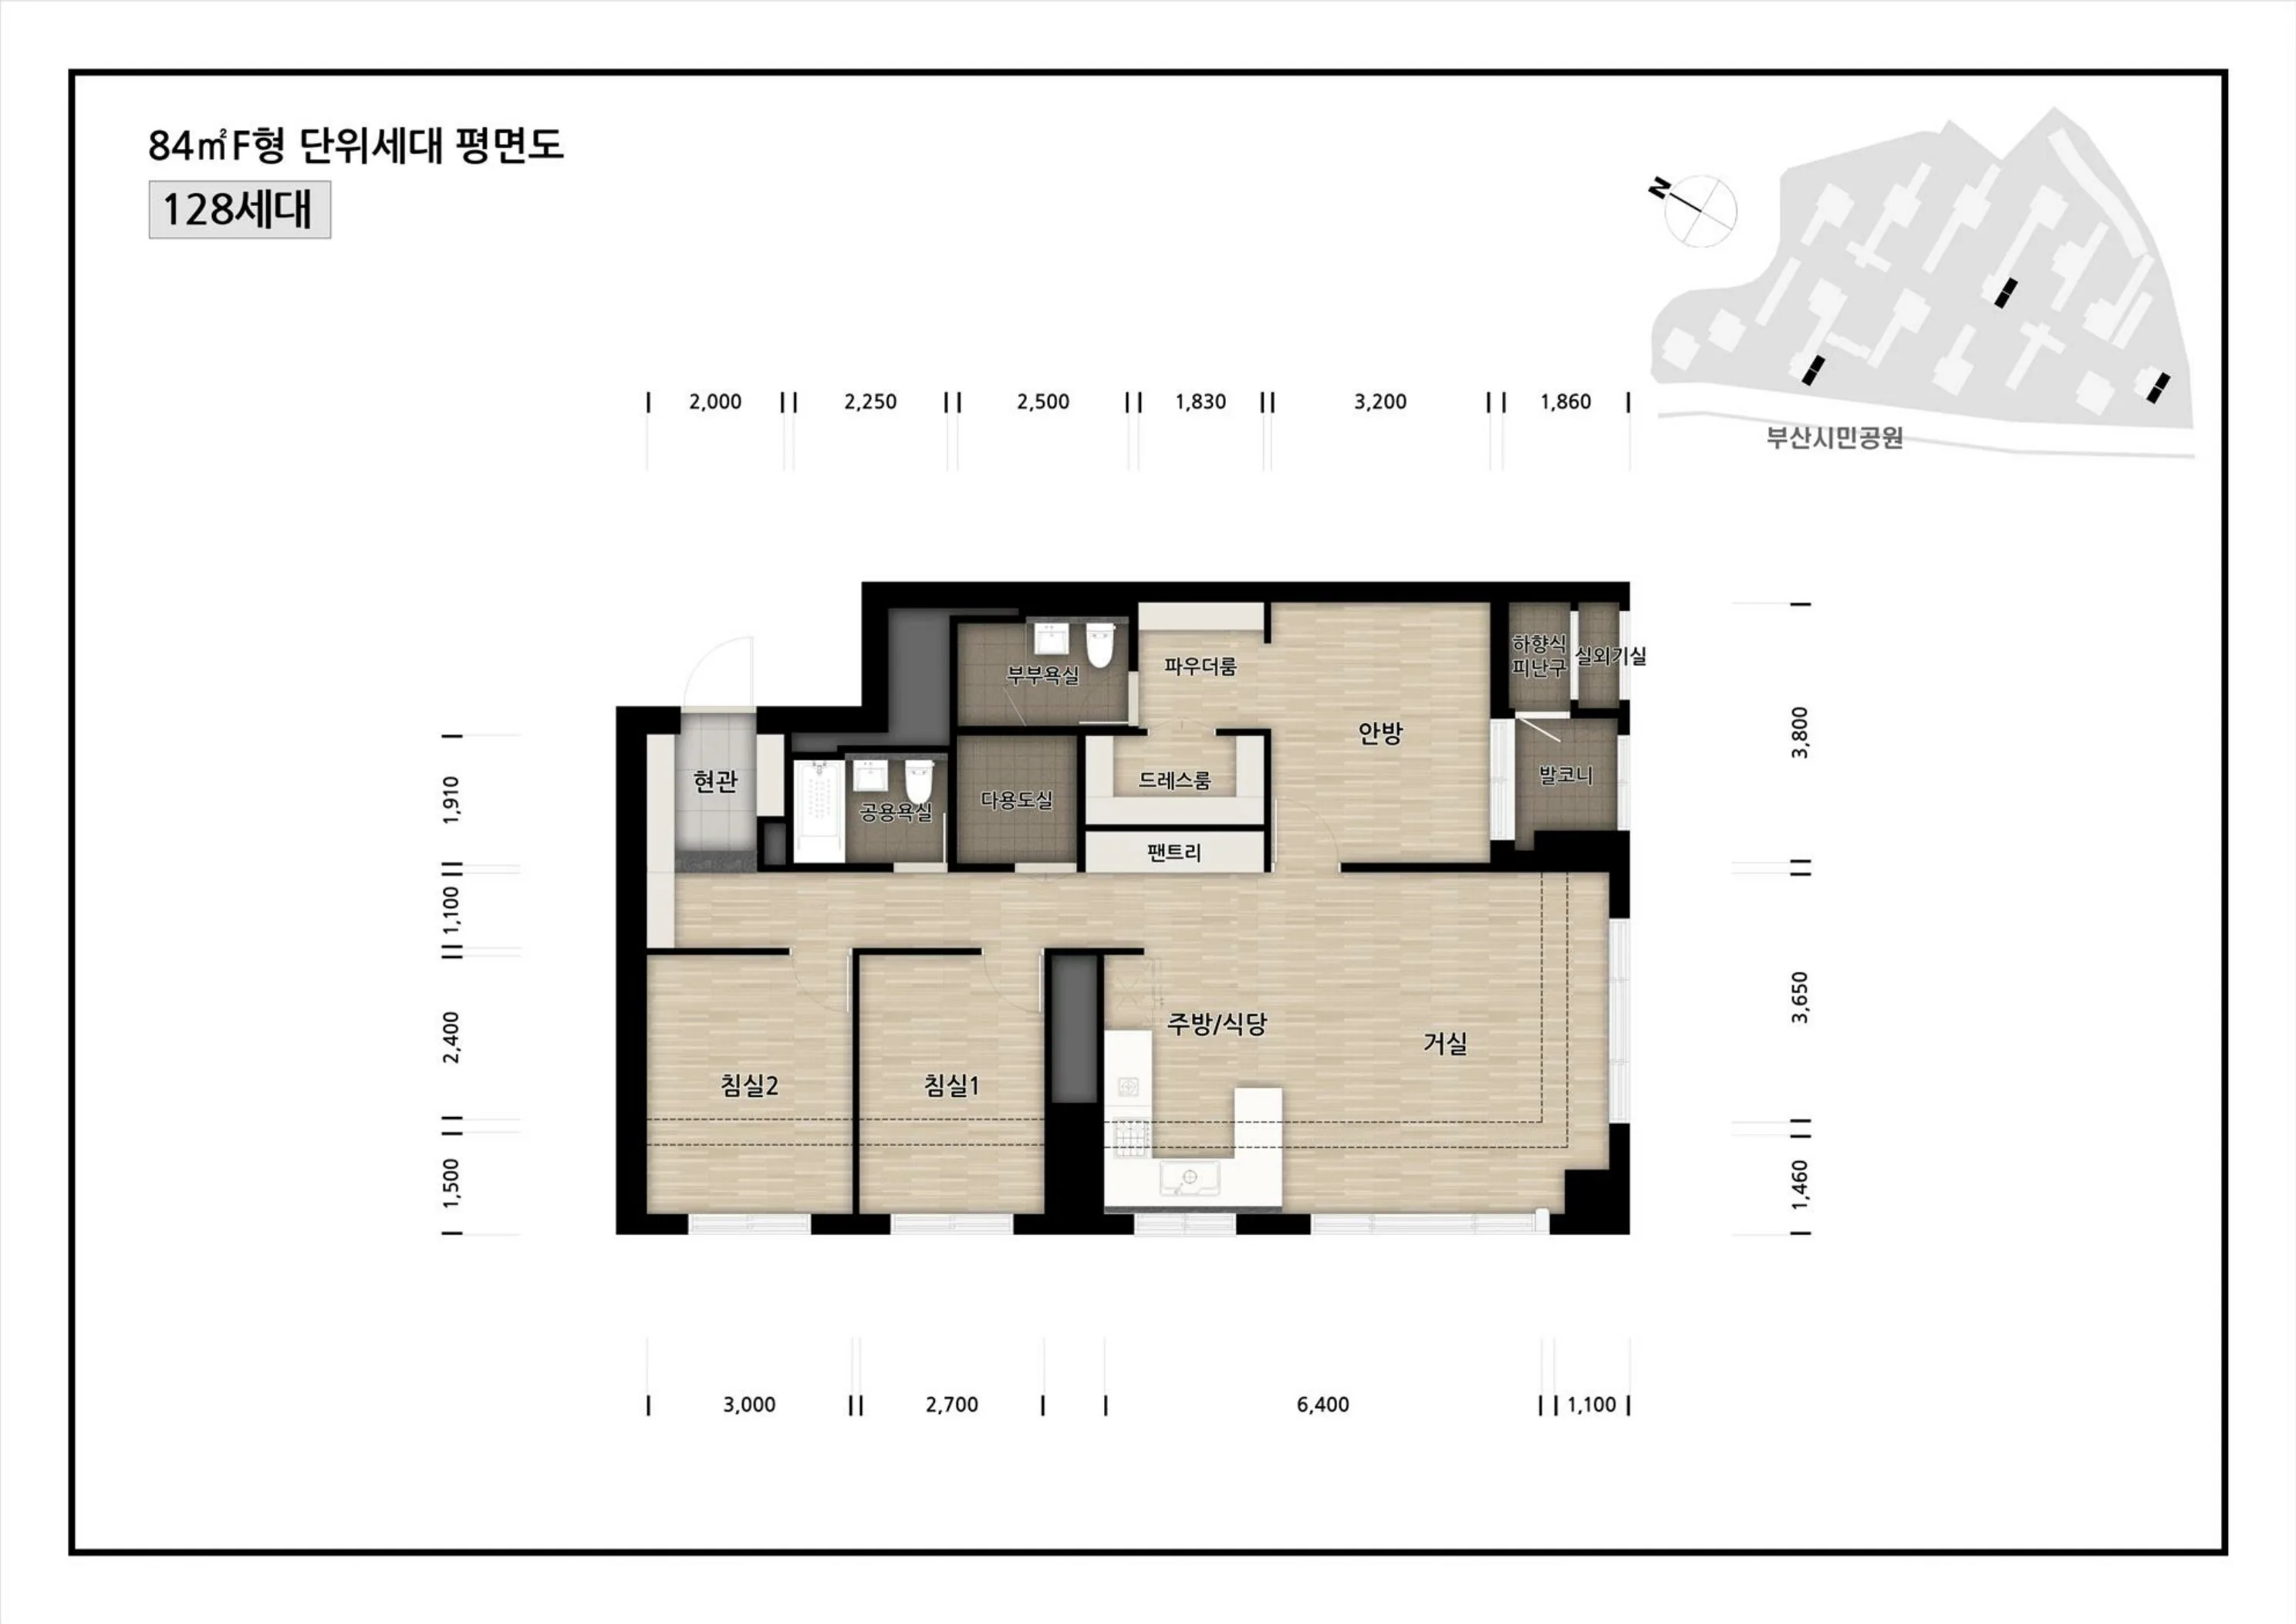 84㎡F형 단위세대 평면도
128세대
N
부산시민공원
2,000
2,250
2,500
1,830
3,200
1,860
하향식
피난구
실외기실
파우더룸
부부욕실
안방
현관
드레스룸
발코니
다용도실
공용욕실
팬트리
주방/식당
거실
침실2
침실1
1,910
1,100
2,400
1,500
3,800
3,650
1,460
3,000
2,700
6,400
1,100